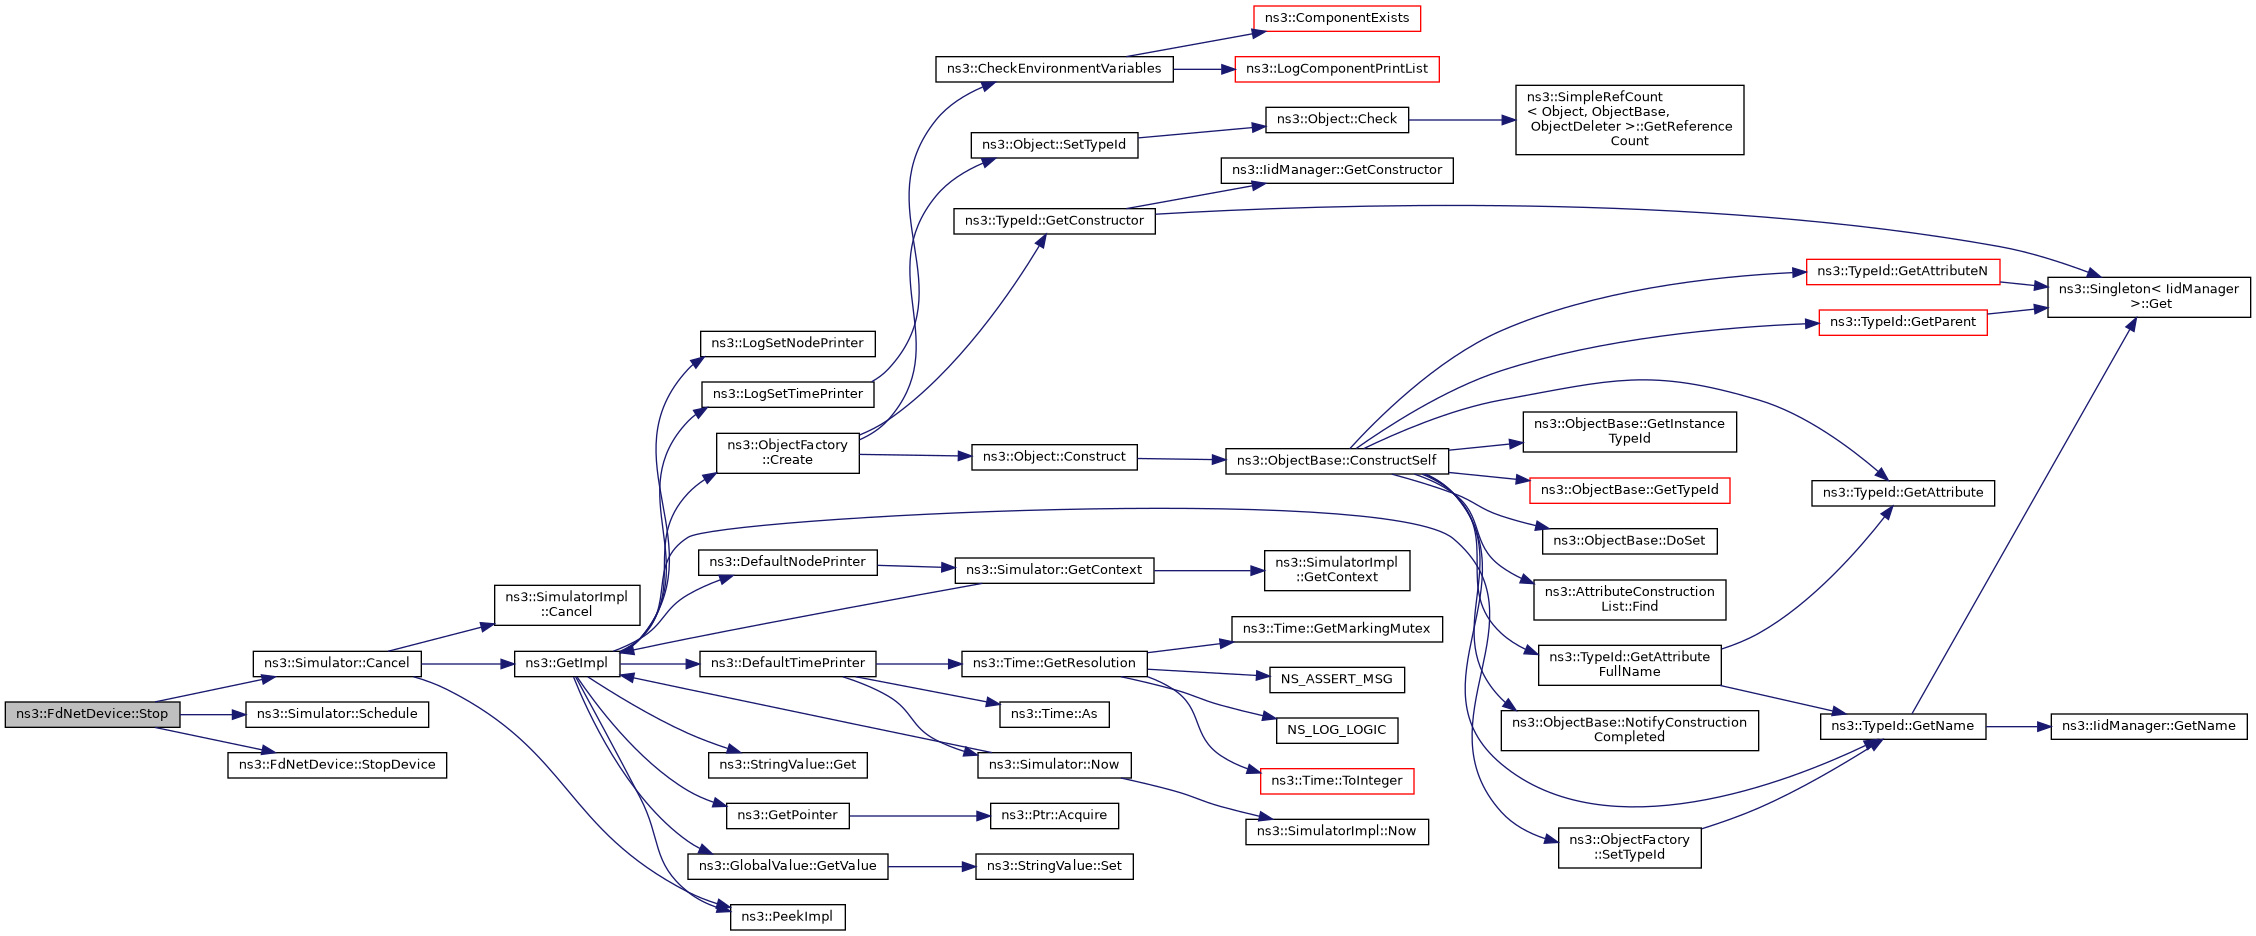 ns3::FdNetDevice::Stop
ns3::Simulator::Cancel
ns3::Simulator::Schedule
ns3::FdNetDevice::StopDevice
ns3::SimulatorImpl
::Cancel
ns3::GetImpl
ns3::LogSetNodePrinter
ns3::LogSetTimePrinter
ns3::ObjectFactory
::Create
ns3::DefaultNodePrinter
ns3::DefaultTimePrinter
ns3::StringValue::Get
ns3::GetPointer
ns3::GlobalValue::GetValue
ns3::PeekImpl
ns3::CheckEnvironmentVariables
ns3::Object::SetTypeId
ns3::TypeId::GetConstructor
ns3::Object::Construct
ns3::Simulator::GetContext
ns3::Time::GetResolution
ns3::Time::As
ns3::Simulator::Now
ns3::Ptr::Acquire
ns3::StringValue::Set
ns3::ComponentExists
ns3::LogComponentPrintList
ns3::Object::Check
ns3::IidManager::GetConstructor
ns3::ObjectBase::ConstructSelf
ns3::SimulatorImpl
::GetContext
ns3::Time::GetMarkingMutex
NS_ASSERT_MSG
NS_LOG_LOGIC
ns3::Time::ToInteger
ns3::SimulatorImpl::Now
ns3::SimpleRefCount
< Object, ObjectBase,
ObjectDeleter >::GetReference
Count
ns3::ObjectBase::GetInstance
TypeId
ns3::ObjectBase::GetTypeId
ns3::ObjectBase::DoSet
ns3::AttributeConstruction
List::Find
ns3::TypeId::GetAttribute
FullName
ns3::ObjectBase::NotifyConstruction
Completed
ns3::ObjectFactory
::SetTypeId
ns3::TypeId::GetAttributeN
ns3::TypeId::GetParent
ns3::TypeId::GetAttribute
ns3::TypeId::GetName
ns3::Singleton< IidManager
>::Get
ns3::IidManager::GetName